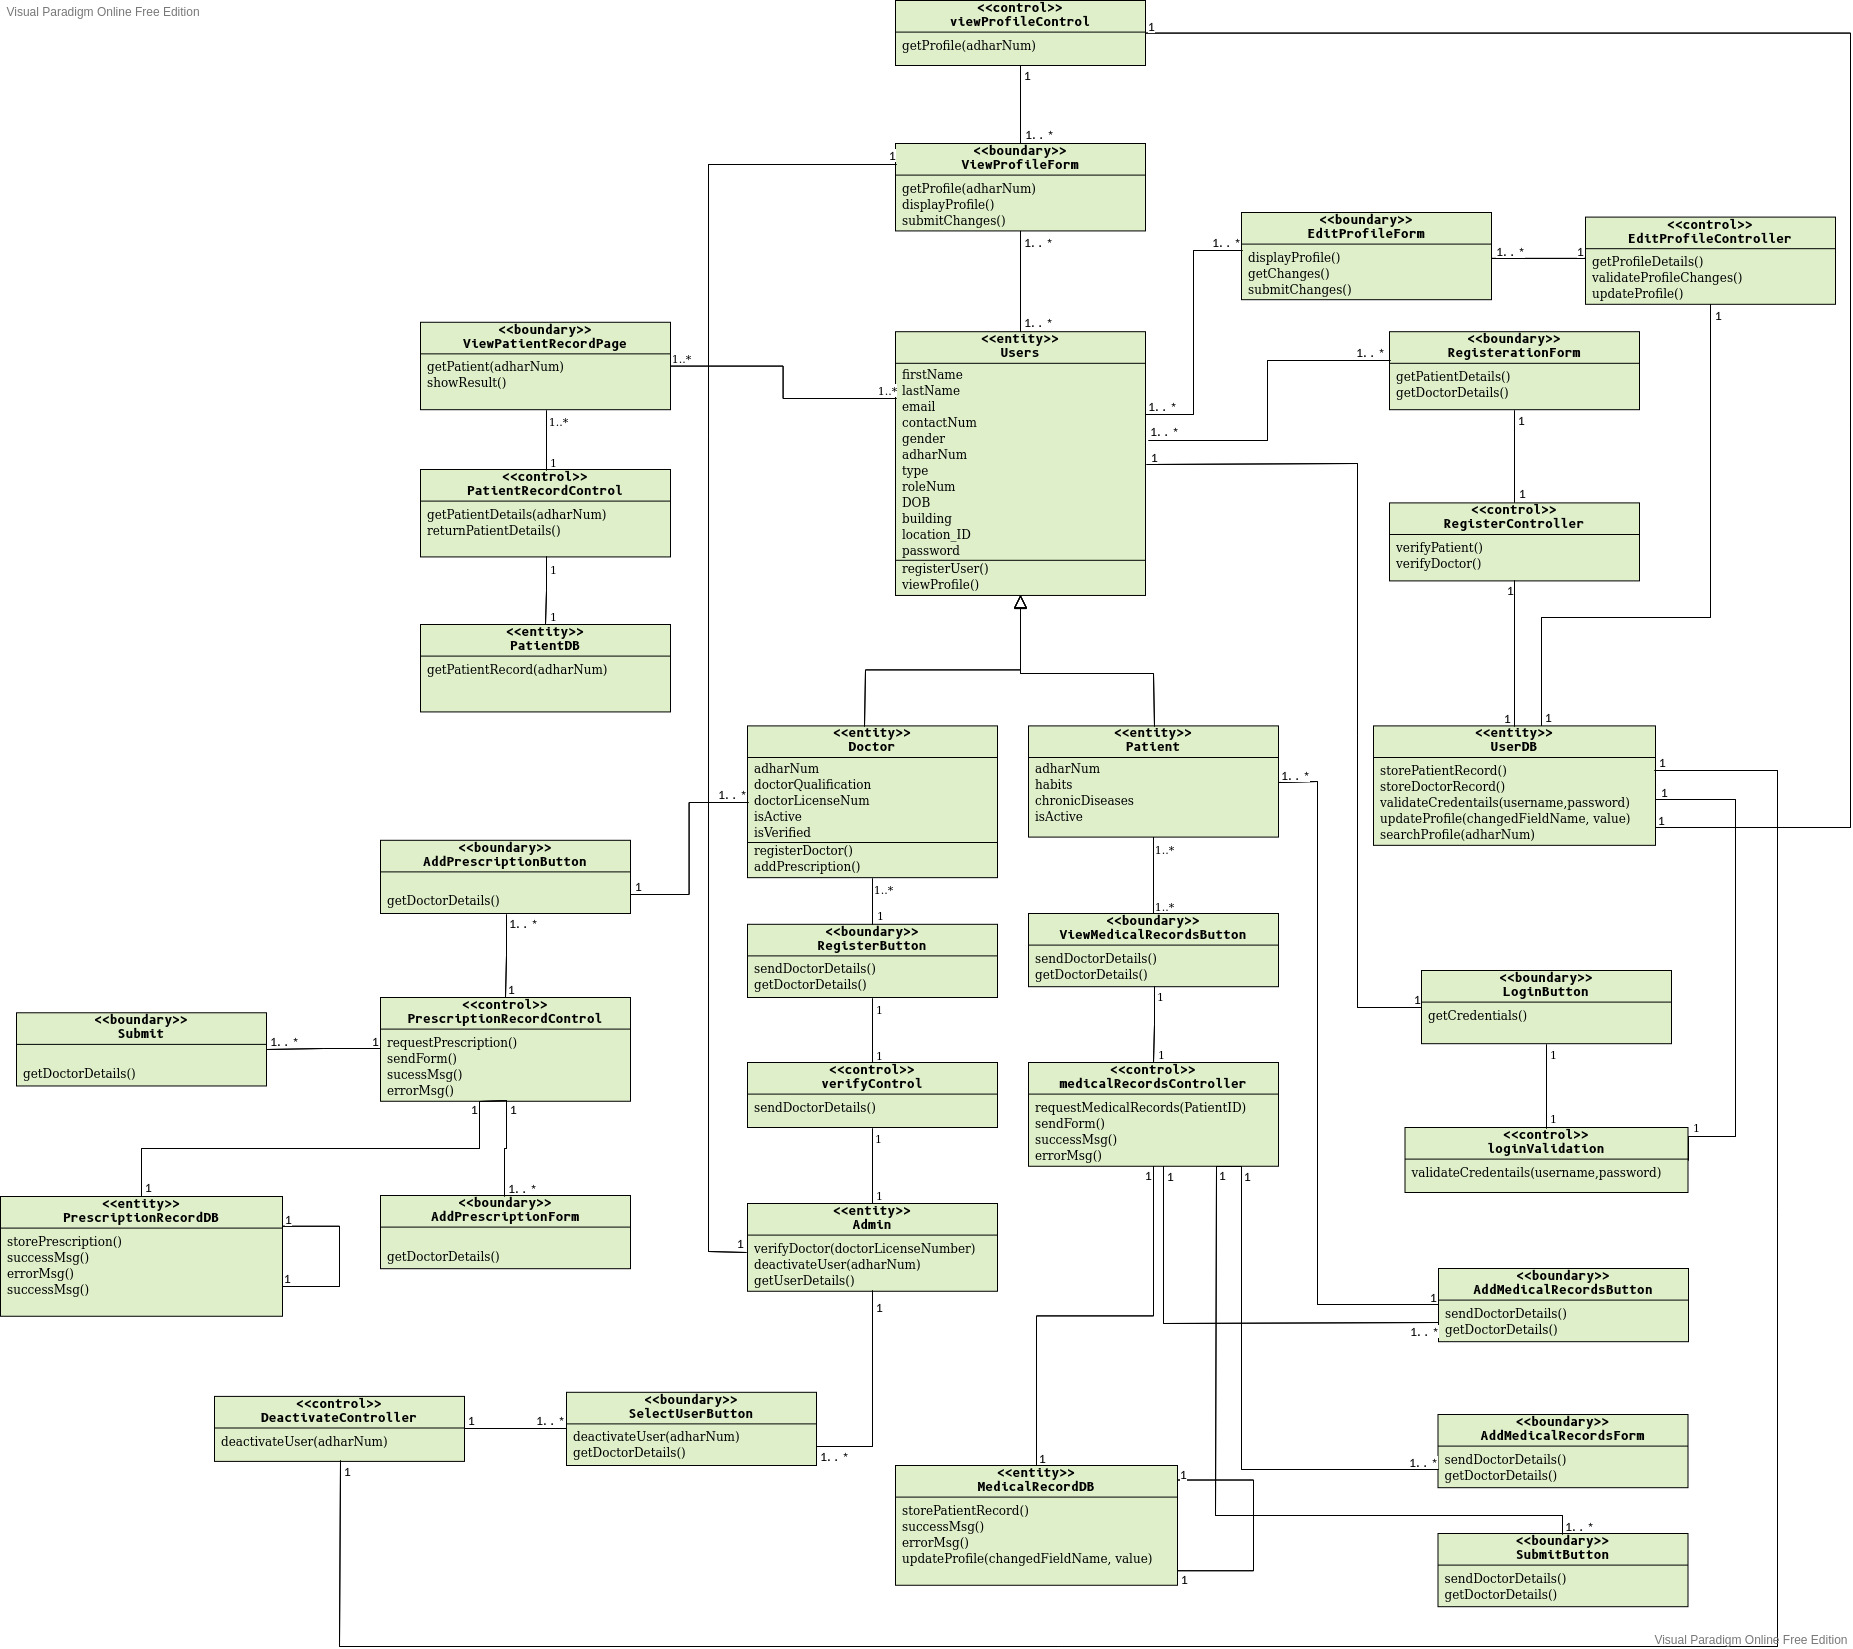 Visual Paradigm Online Free Edition
<<control>>
viewProfileControl
getProfile(adharNum)
1
1
1..*
<<boundary>>
ViewProfileForm
getProfile(adharNum)
displayProfile()
submitChanges()
1
1..*
1..*
<<boundary>>
EditProfileForm
displayProfile()
getChanges()
submitChanges()
1..*
1..*
1
<<control>>
EditProfileController
getProfileDetails()
validateProfileChanges()
updateProfile()
1
<<boundary>>
ViewPatientRecordPage
getPatient(adharNum)
showResult()
1..*
1..*
1..*
1
<<control>>
PatientRecordControl
getPatientDetails(adharNum)
returnPatientDetails()
1
1
<<entity>>
PatientDB
getPatientRecord(adharNum)
<<entity>>
Users
firstName
lastName
email
contactNum
gender
adharNum
type
roleNum
DOB
building
location_ID
password
registerUser()
viewProfile()
1..*
1..*
1
<<boundary>>
RegisterationForm
getPatientDetails()
getDoctorDetails()
1..*
1
1
<<control>>
RegisterController
verifyPatient()
verifyDoctor()
1
1
1
<<entity>>
Doctor
adharNum
doctorQualification
doctorLicenseNum
isActive
isVerified
registerDoctor()
addPrescription()
1..*
1..*
1
<<entity>>
Patient
adharNum
habits
chronicDiseases
isActive
1..*
1..*
1..*
<<entity>>
UserDB
storePatientRecord()
storeDoctorRecord()
validateCredentails(username,password)
updateProfile(changedFieldName, value)
searchProfile(adharNum)
1
1
1
<<boundary>>
AddPrescriptionButton
getDoctorDetails()
1
1..*
1
<<boundary>>
RegisterButton
sendDoctorDetails()
getDoctorDetails()
1
1
<<boundary>>
ViewMedicalRecordsButton
sendDoctorDetails()
getDoctorDetails()
1
1
<<boundary>>
LoginButton
getCredentials()
1
1
1
<<boundary>>
Submit
getDoctorDetails()
1..*
1
<<control>>
PrescriptionRecordControl
requestPrescription()
sendForm()
sucessMsg()
errorMsg()
1
1
1
1..*
<<control>>
verifyControl
sendDoctorDetails()
1
1
<<control>>
medicalRecordsController
requestMedicalRecords(PatientID)
sendForm()
successMsg()
errorMsg()
1
1
1
1
<<control>>
loginValidation
validateCredentails(username,password)
1
<<entity>>
PrescriptionRecordDB
storePrescription()
successMsg()
errorMsg()
successMsg()
1
1
<<boundary>>
AddPrescriptionForm
getDoctorDetails()
<<entity>>
Admin
verifyDoctor(doctorLicenseNumber)
deactivateUser(adharNum)
getUserDetails()
1
1
1..*
<<boundary>>
AddMedicalRecordsButton
sendDoctorDetails()
getDoctorDetails()
1
1..*
<<control>>
DeactivateController
deactivateUser(adharNum)
1
1..*
1
<<boundary>>
SelectUserButton
deactivateUser(adharNum)
getDoctorDetails()
<<entity>>
MedicalRecordDB
storePatientRecord()
successMsg()
errorMsg()
updateProfile(changedFieldName, value)
1
1
1
<<boundary>>
AddMedicalRecordsForm
sendDoctorDetails()
getDoctorDetails()
1..*
1..*
<<boundary>>
SubmitButton
sendDoctorDetails()
getDoctorDetails()
Visual Paradigm Online Free Edition